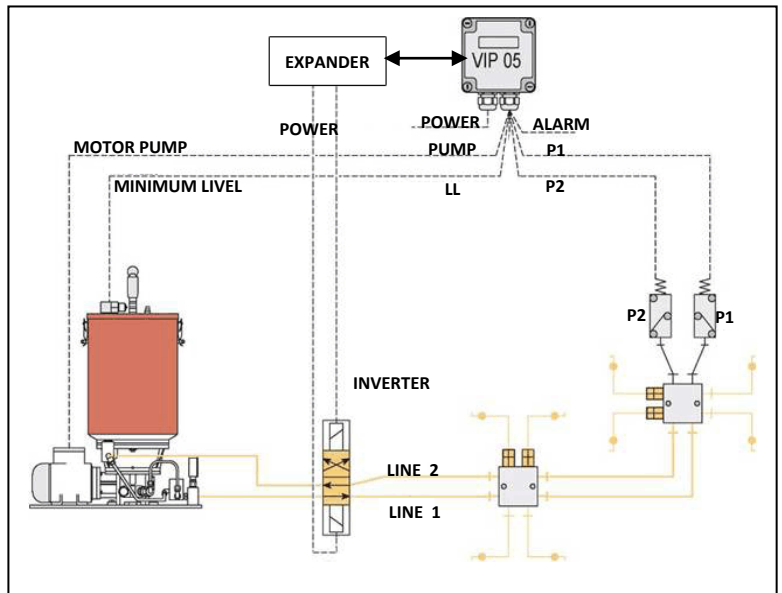 EXPANDER
VIP 05
POWER
POWER
ALARM
MOTOR PUMP
PUMP
P1
MINIMUM LIVEL
LL
P2
P2
P1
INVERTER
LINE 2
LINE 1